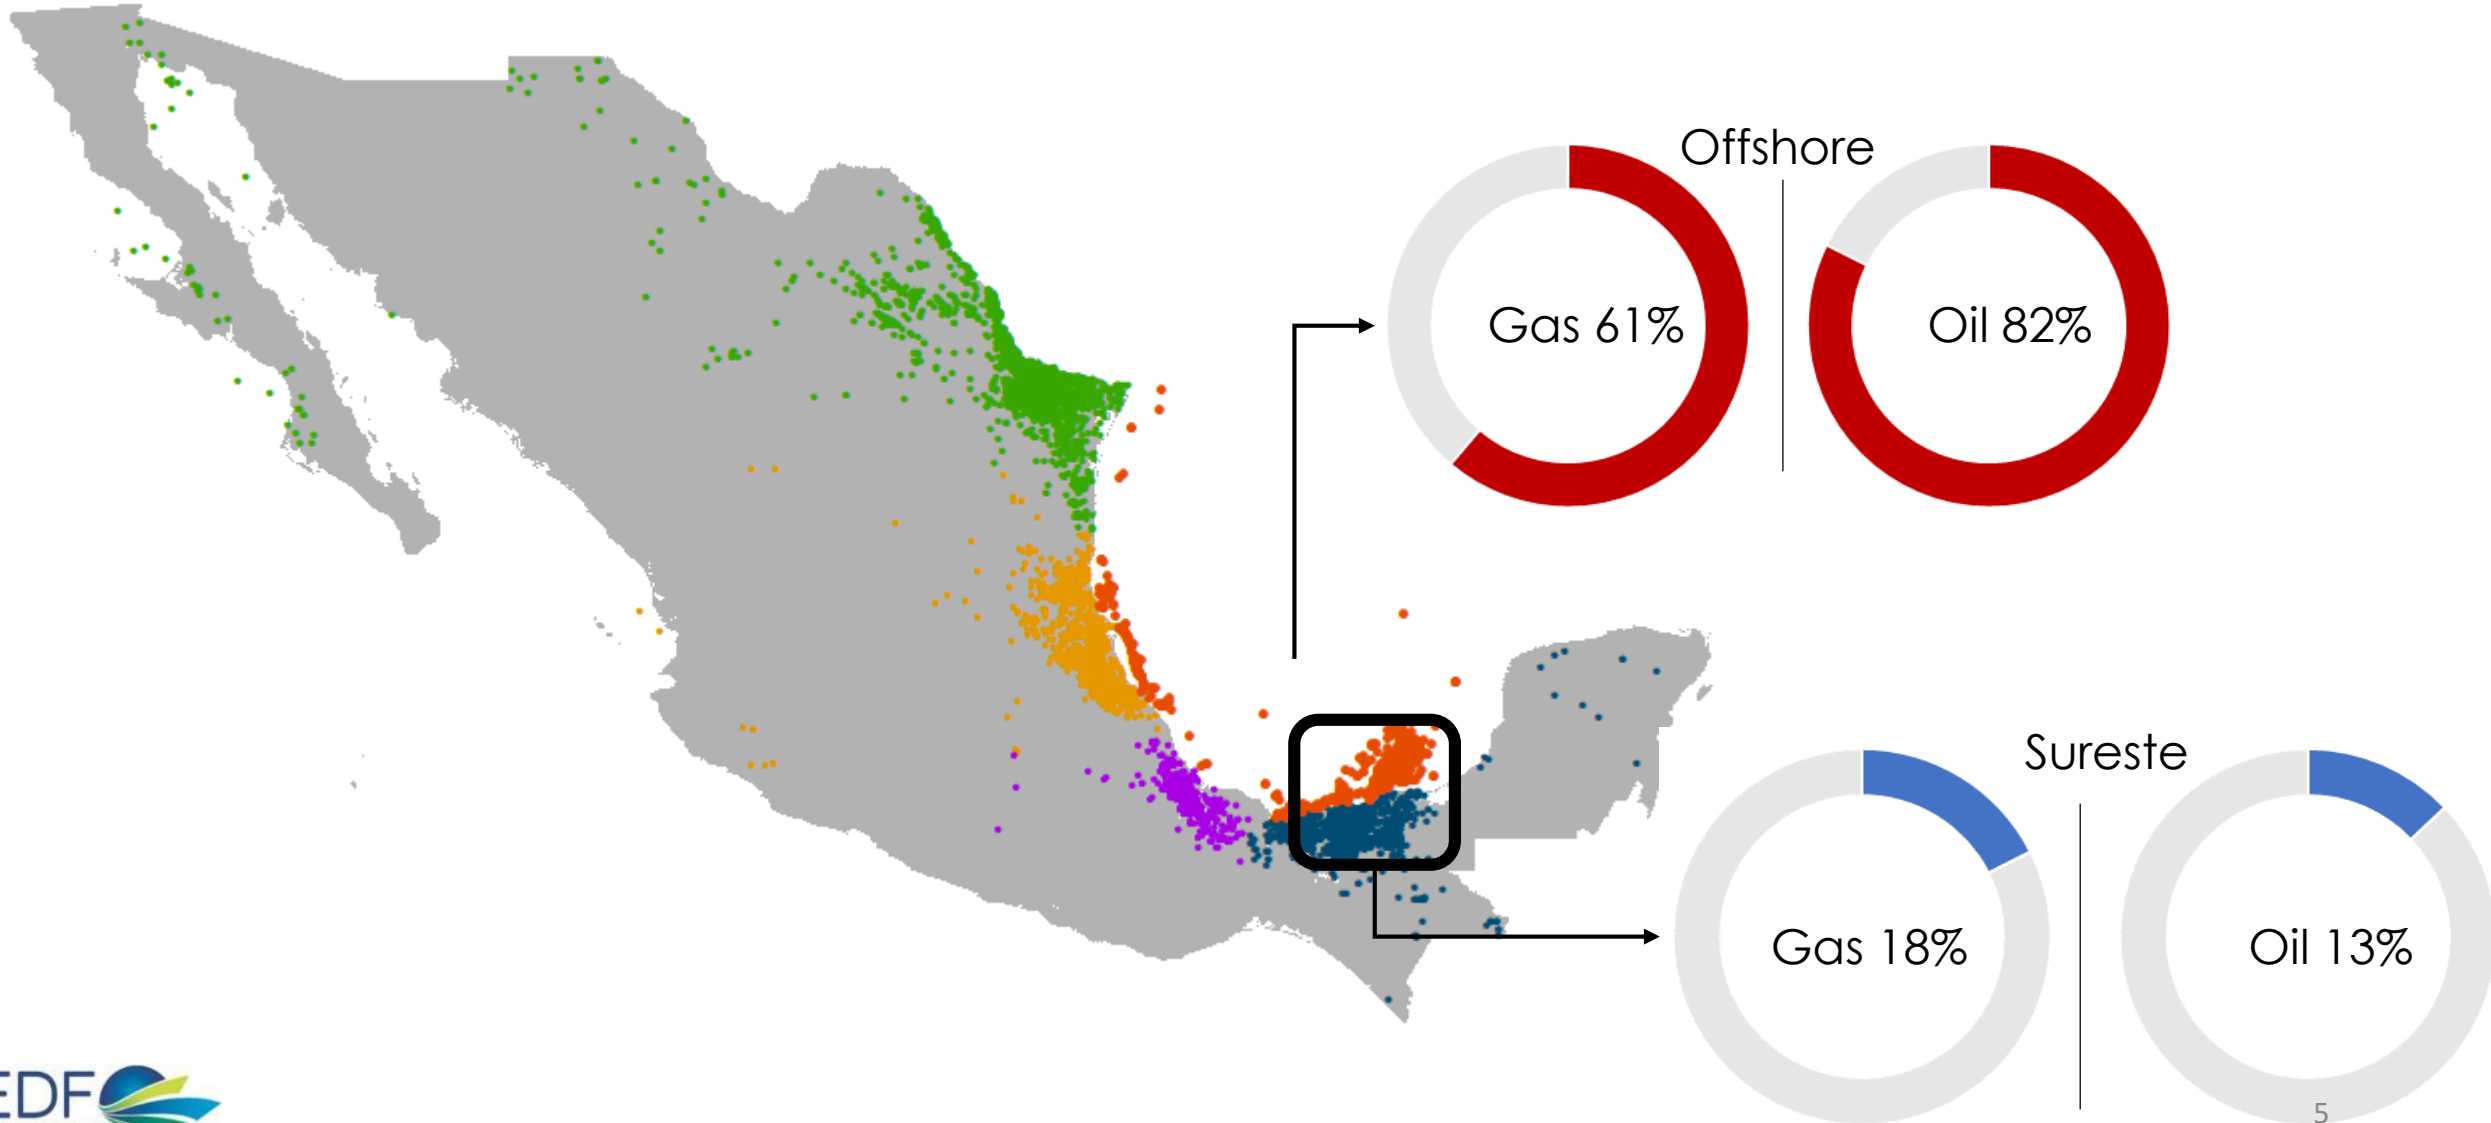 Offshore
Gas 61%
Oil 82%
Sureste
Gas 18%
Oil 13%
EDF
5